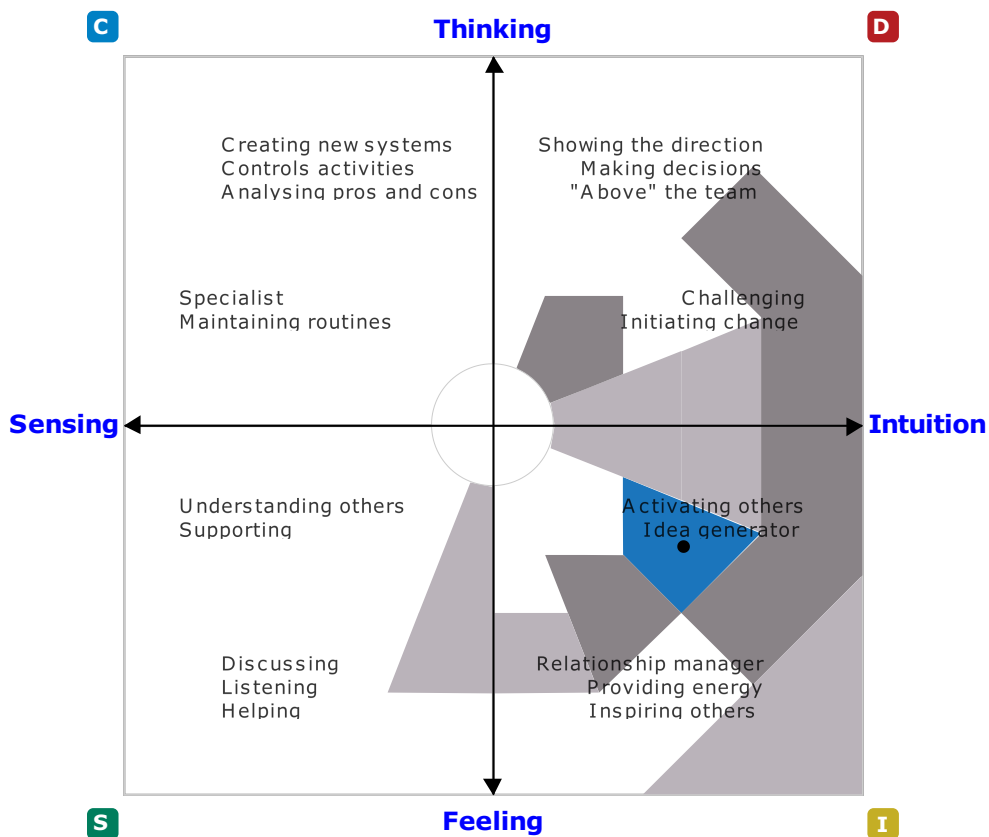 C
Thinking
D
Creating new systems
Controls activities
Analysing pros and cons
Showing the direction
Making decisions
"Above" the team
Specialist
Maintaining routines
Challenging
Initiating change
Sensing
Intuition
Understanding others
Supporting
Activating others
Idea generator
Discussing
Listening
Helping
Relationship manager
Providing energy
Inspiring others
S
Feeling
I